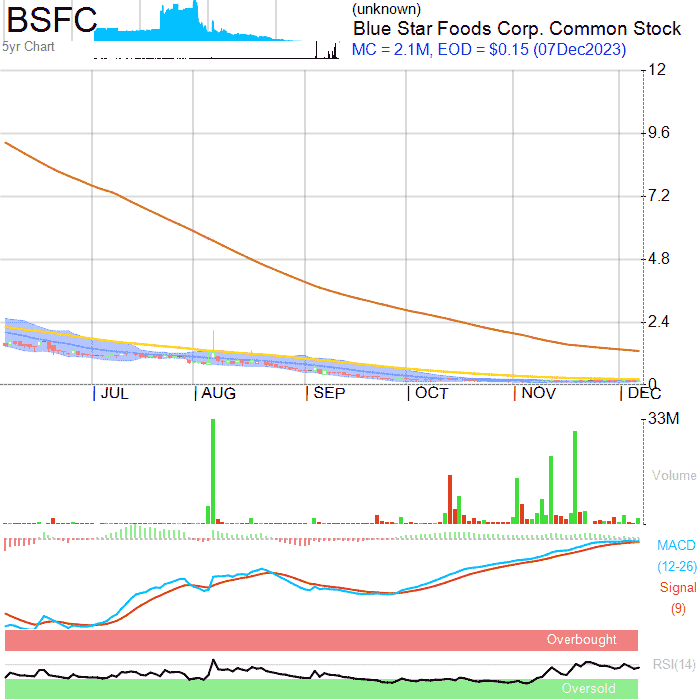 BSFC
5yr Chart
(unknown)
Blue Star Foods Corp. Common Stock
MC = 2.1M, EOD = $0.15 (07Dec2023)
12
9.6
7.2
4.8
2.4
0
JUL AUG SEP OCT NOV DEC
33M
Volume
MACD
(12-26)
Signal
(9)
Overbought
RSI(14)
Oversold